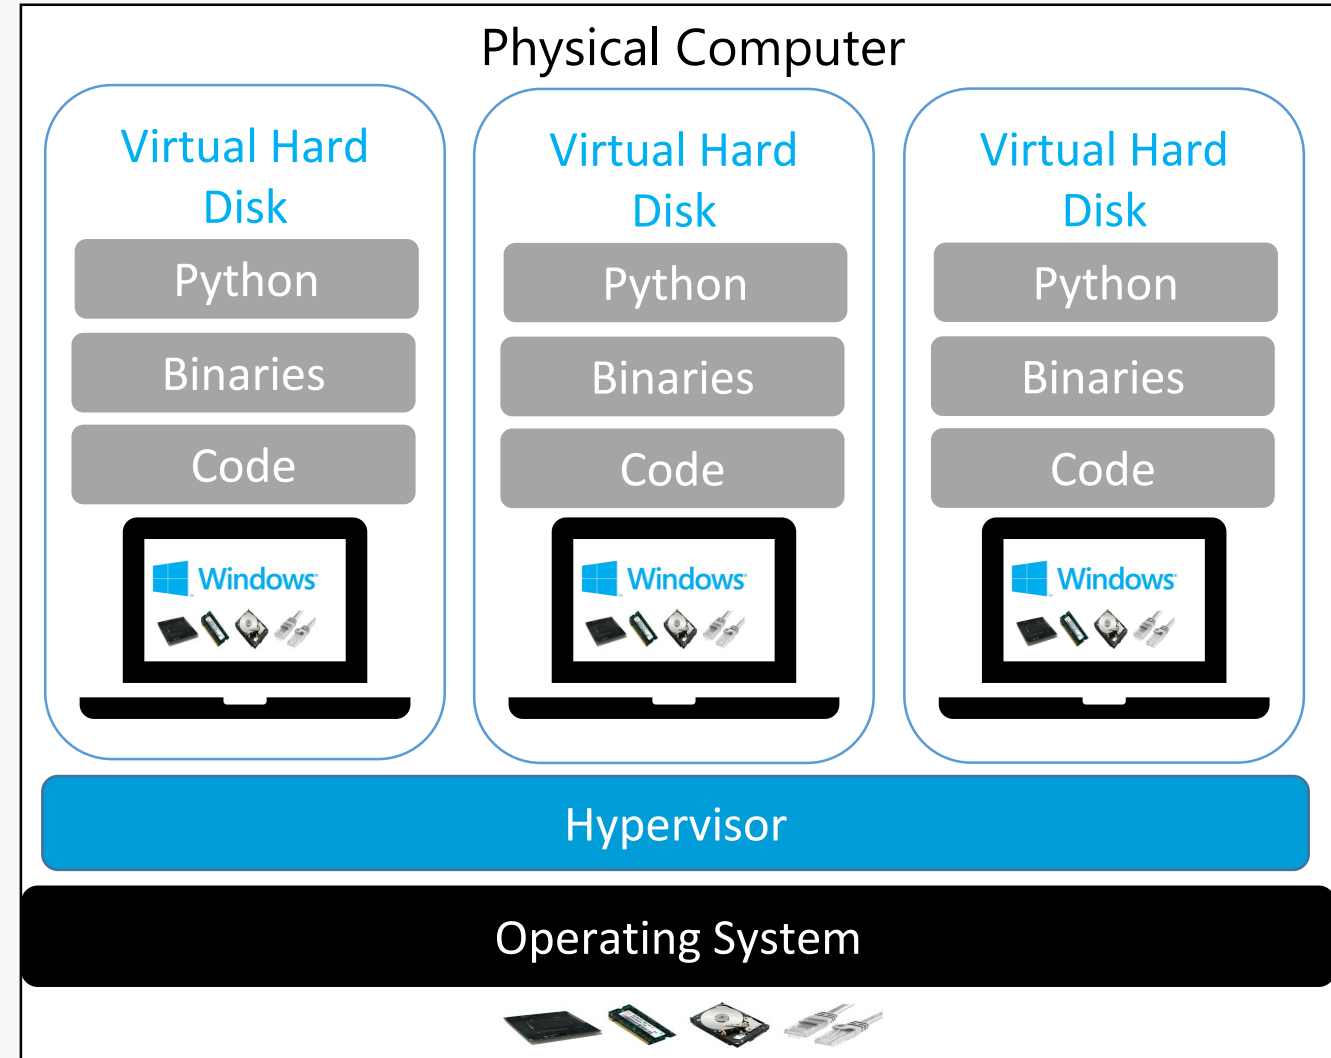 Physical Computer
Virtual Hard
Disk
Python
Binaries
Code
Windows
Virtual Hard
Disk
Python
Binaries
Code
Windows
Virtual Hard
Disk
Python
Binaries
Code
Windows
Hypervisor
Operating System